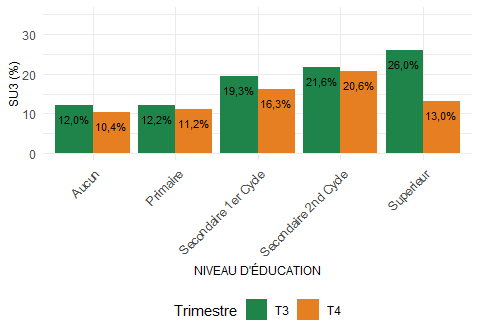 SU3 (%)
30
20
10
0
12,0%
10,4%
12,2%
11,2%
19,3%
16,3%
21,6%
20,6%
26,0%
13,0%
Aucun
Primaire
Secondaire 1er Cycle
Secondaire 2nd Cycle
Superieur
NIVEAU D'ÉDUCATION
Trimestre T3 T4